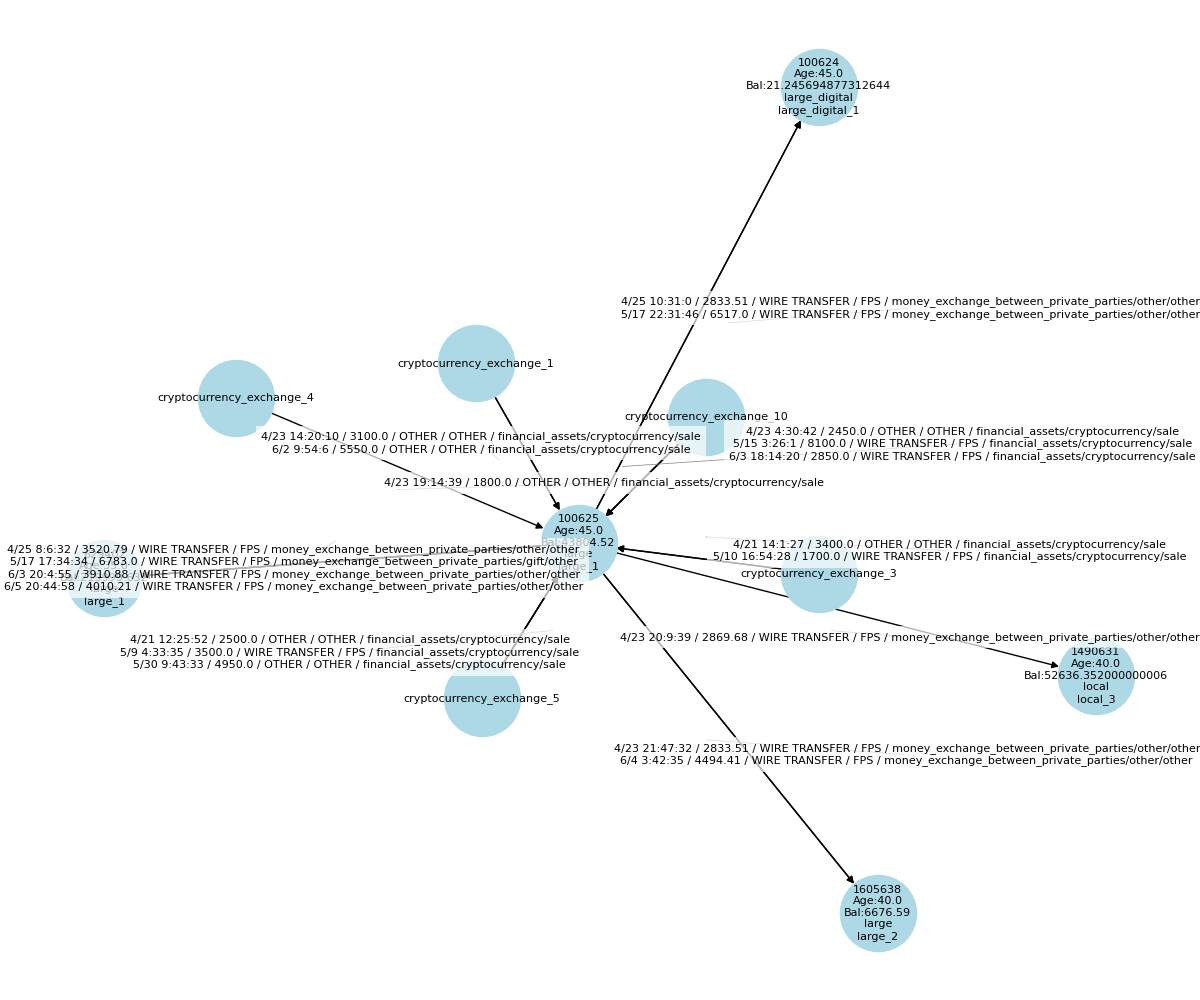 100624
Age:45.0
Bal:21.245694877312644
large_digital
large_digital_1
4/25 10:31:0 / 2833.51 / WIRE TRANSFER / FPS / money_exchange_between_private_parties/other/other
5/17 22:31:46 / 6517.0 / WIRE TRANSFER / FPS / money_exchange_between_private_parties/other/other
cryptocurrency_exchange_1
cryptocurrency_exchange_4
cryptocurrency_exchange_10
4/23 14:20:10 / 3100.0 / OTHER / OTHER / financial_assets/cryptocurrency/sale
6/2 9:54:6 / 5550.0 / OTHER / OTHER / financial_assets/cryptocurrency/sale
4/23 4:30:42 / 2450.0 / OTHER / OTHER / financial_assets/cryptocurrency/sale
5/15 3:26:1 / 8100.0 / WIRE TRANSFER / FPS / financial_assets/cryptocurrency/sale
6/3 18:14:20 / 2850.0 / WIRE TRANSFER / FPS / financial_assets/cryptocurrency/sale
4/23 19:14:39 / 1800.0 / OTHER / OTHER / financial_assets/cryptocurrency/sale
100625
Age:45.0
4/25 8:6:32 / 3520.79 / WIRE TRANSFER / FPS / money_exchange_between_private_parties/other/other
5/17 17:34:34 / 6783.0 / WIRE TRANSFER / FPS / money_exchange_between_private_parties/gift/other
6/3 20:4:55 / 3910.88 / WIRE TRANSFER / FPS / money_exchange_between_private_parties/other/other
6/5 20:44:58 / 4010.21 / WIRE TRANSFER / FPS / money_exchange_between_private_parties/other/other
large_1
4/21 14:1:27 / 3400.0 / OTHER / OTHER / financial_assets/cryptocurrency/sale
5/10 16:54:28 / 1700.0 / WIRE TRANSFER / FPS / financial_assets/cryptocurrency/sale
cryptocurrency_exchange_3
4/21 12:25:52 / 2500.0 / OTHER / OTHER / financial_assets/cryptocurrency/sale
5/9 4:33:35 / 3500.0 / WIRE TRANSFER / FPS / financial_assets/cryptocurrency/sale
5/30 9:43:33 / 4950.0 / OTHER / OTHER / financial_assets/cryptocurrency/sale
4/23 20:9:39 / 2869.68 / WIRE TRANSFER / FPS / money_exchange_between_private_parties/other/other
1490631
Age:40.0
Bal:52636.352000000006
local
local_3
cryptocurrency_exchange_5
4/23 21:47:32 / 2833.51 / WIRE TRANSFER / FPS / money_exchange_between_private_parties/other/other
6/4 3:42:35 / 4494.41 / WIRE TRANSFER / FPS / money_exchange_between_private_parties/other/other
1605638
Age:40.0
Bal:6676.59
large
large_2